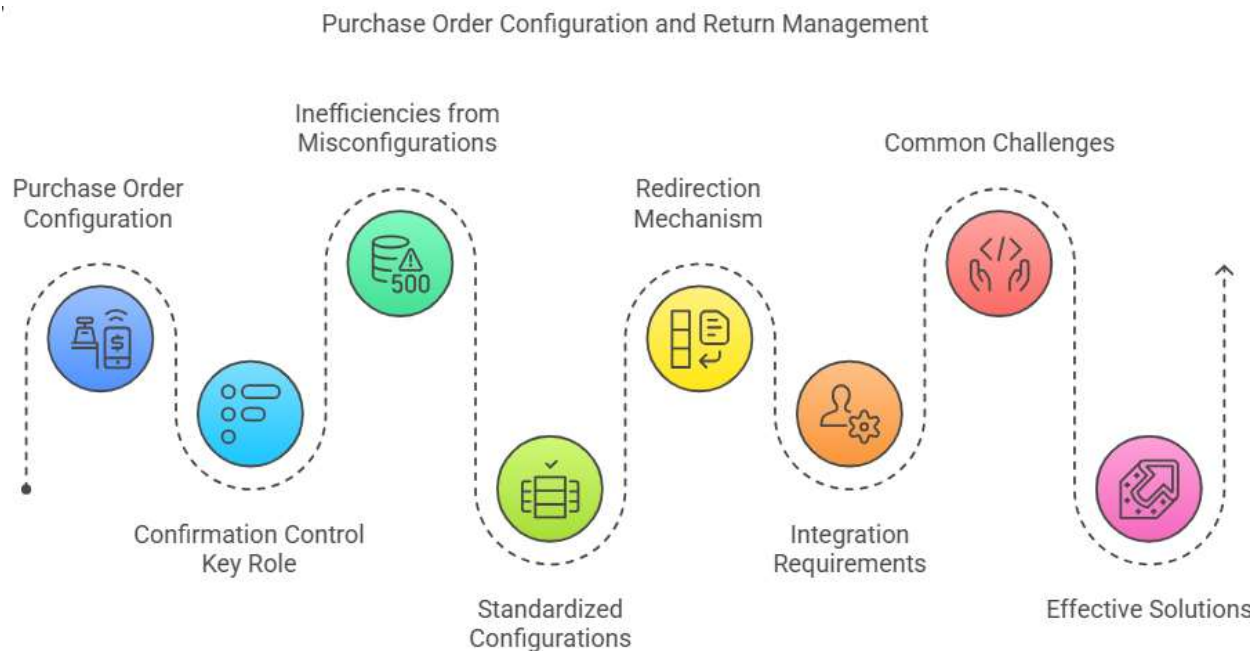 Purchase Order Configuration and Return Management
Purchase Order
Configuration
Confirmation Control
Key Role
Inefficiencies from
Misconfigurations
500
Standardized
Configurations
Redirection
Mechanism
$
Integration
Requirements
Common Challenges
</>
Effective Solutions